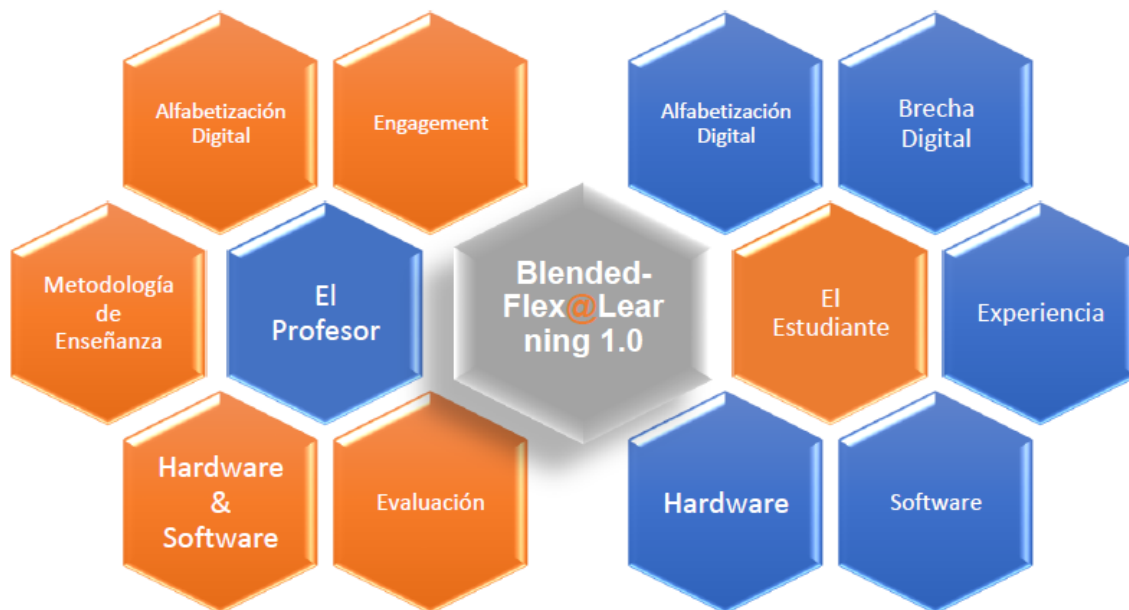 Alfabetización
Digital
Engagement
Alfabetización
Digital
Brecha
Digital
Metodología
de
Enseñanza
El
Profesor
Blended-
Flex@Lear
ning 1.0
El
Estudiante
Experiencia
Hardware
&
Software
Evaluación
Hardware
Software